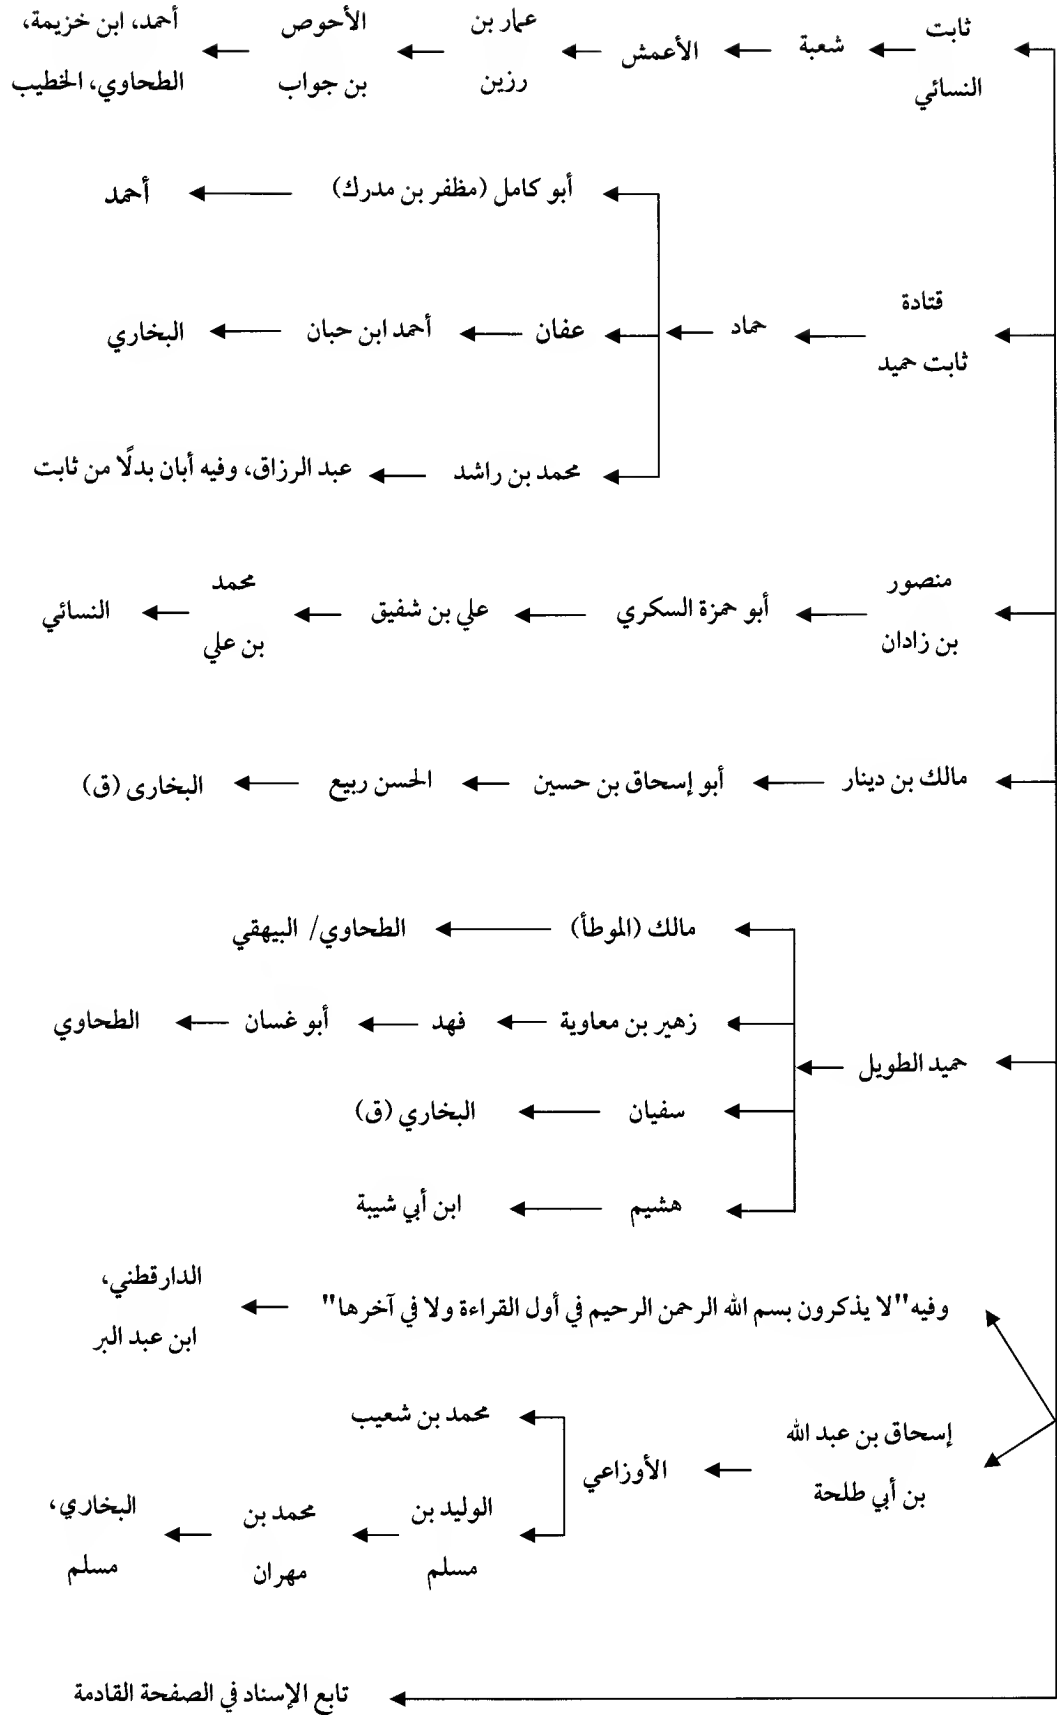 ثابت
النسائي
شعبة
الأعمش
عمار بن
رزين
الأحوص
بن جواب
أحمد، ابن خزيمة،
الطحاوي، الخطيب
قتادة
ثابت حميد
حماد
أبو كامل (مظفر بن مدرك)
أحمد
عفان
أحمد ابن حبان
البخاري
محمد بن راشد
عبد الرزاق، وفيه أبان بدلًا من ثابت
منصور
بن زادان
أبو حمزة السكري
علي بن شفيق
محمد
بن علي
النسائي
مالك بن دينار
أبو إسحاق بن حسين
الحسن ربيع
البخارى (ق)
حميد الطويل
مالك (الموطأ)
الطحاوي/ البيهقي
زهير بن معاوية
فهد
أبو غسان
الطحاوي
سفيان
البخاري (ق)
هشيم
ابن أبي شيبة
وفيه"لا يذكرون بسم الله الرحمن الرحيم في أول القراءة ولا في آخرها"
الدارقطني،
ابن عبد البر
إسحاق بن عبد الله
بن أبي طلحة
الأوزاعي
محمد بن شعيب
الوليد بن
مسلم
محمد بن
مهران
البخاري،
مسلم
تابع الإسناد في الصفحة القادمة